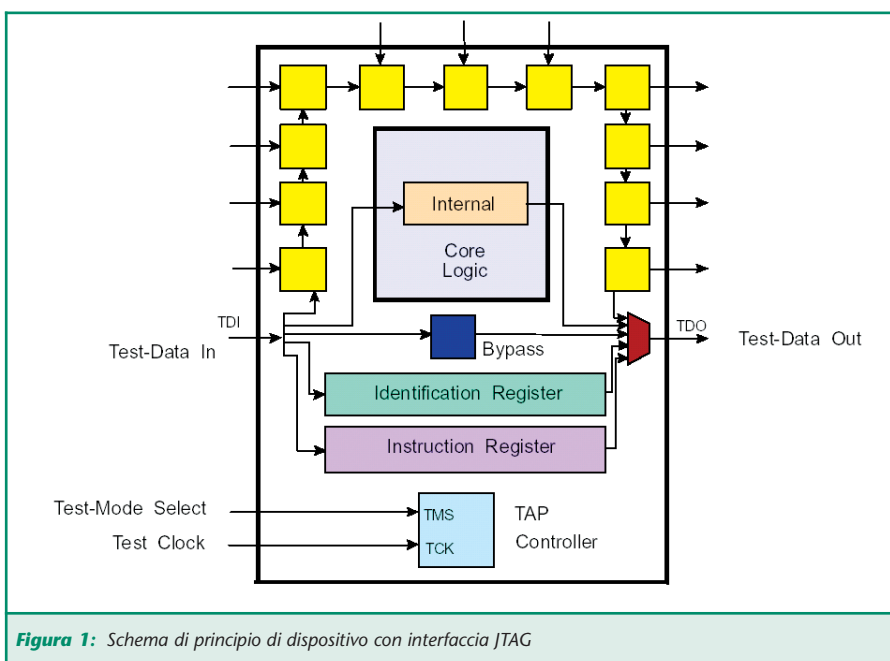 Internal
Core
Logic
TDI
Test-Data In
Bypass
TDO
Test-Data Out
Identification Register
Instruction Register
Test-Mode Select
TMS
TAP
Test Clock
TCK
Controller
Figura 1: Schema di principio di dispositivo con interfaccia JTAG